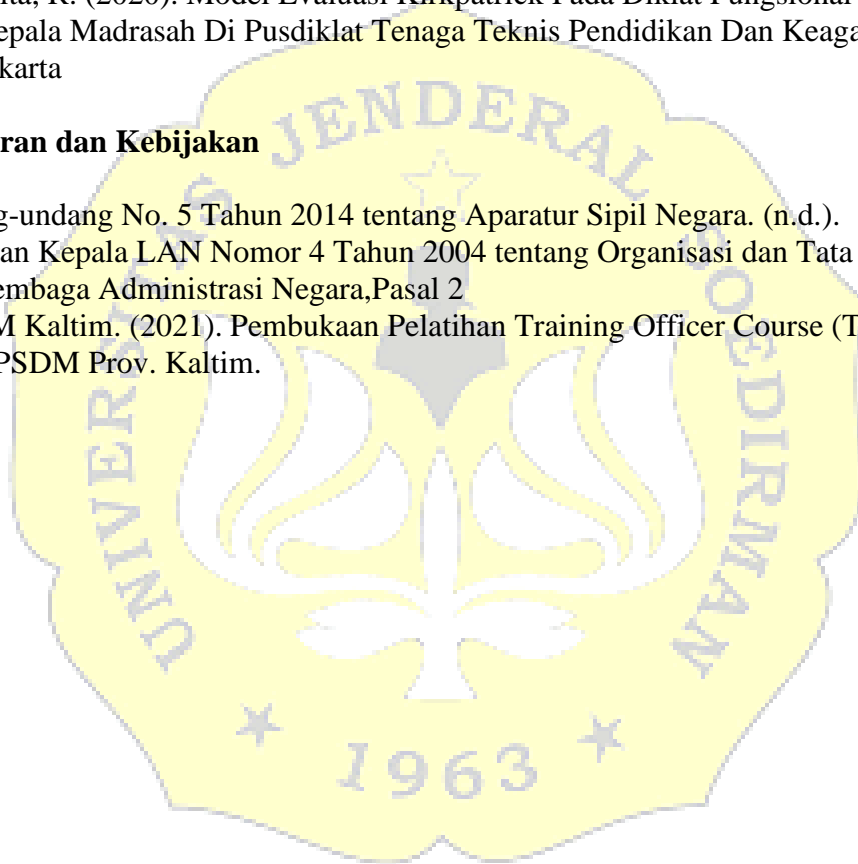 ita, R. (2020). Model Evaluasi Kirkpatrick Pada Diklat Fungsional
epala Madrasah Di Pusdiklat Tenaga Teknis Pendidikan Dan Keaga
karta
ran dan Kebijakan
g-undang No. 5 Tahun 2014 tentang Aparatur Sipil Negara. (n.d.).
an Kepala LAN Nomor 4 Tahun 2004 tentang Organisasi dan Tata
embaga Administrasi Negara,Pasal 2
M Kaltim. (2021). Pembukaan Pelatihan Training Officer Course (T
PSDM Prov. Kaltim.
UNIVERSITAS JENDERAL SOEDIRMAN
1963